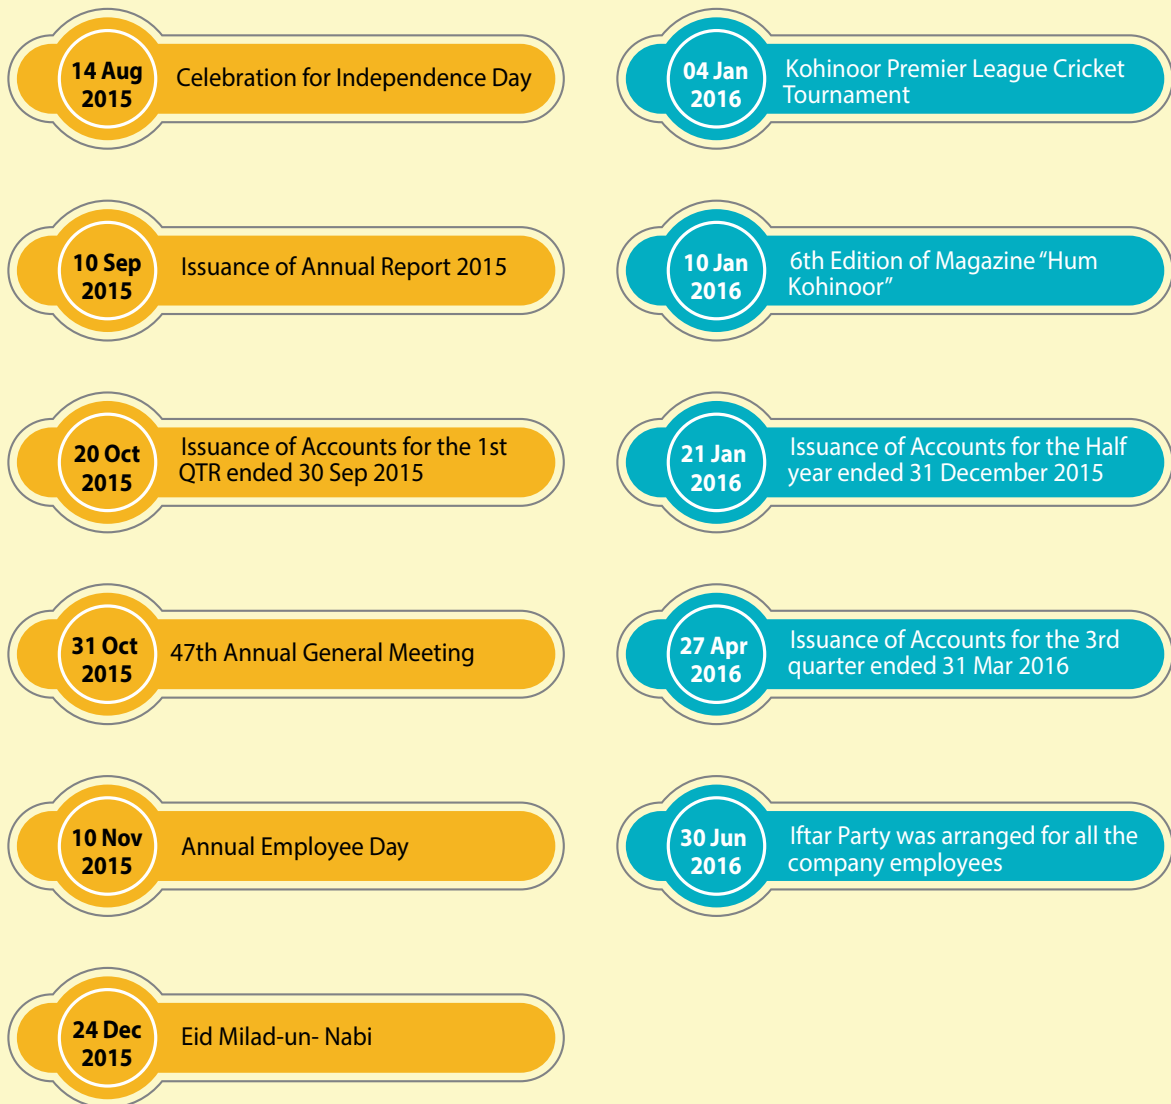 14 Aug
2015
Celebration for Independence Day
10 Sep
2015
Issuance of Annual Report 2015
20 Oct
2015
Issuance of Accounts for the 1st
QTR ended 30 Sep 2015
31 Oct
2015
47th Annual General Meeting
10 Nov
2015
Annual Employee Day
24 Dec
2015
Eid Milad-un- Nabi
04 Jan
2016
Kohinoor Premier League Cricket
Tournament
10 Jan
2016
6th Edition of Magazine “Hum
Kohinoor”
21 Jan
2016
Issuance of Accounts for the Half
year ended 31 December 2015
27 Apr
2016
Issuance of Accounts for the 3rd
quarter ended 31 Mar 2016
30 Jun
2016
Iftar Party was arranged for all the
company employees